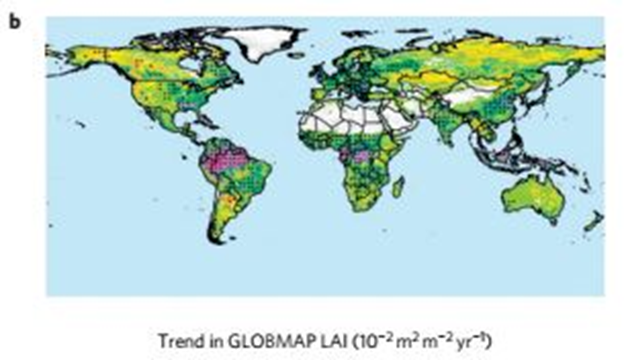 b
Trend in GLOBMAP LAI (10⁻² m² m⁻² yr⁻¹)